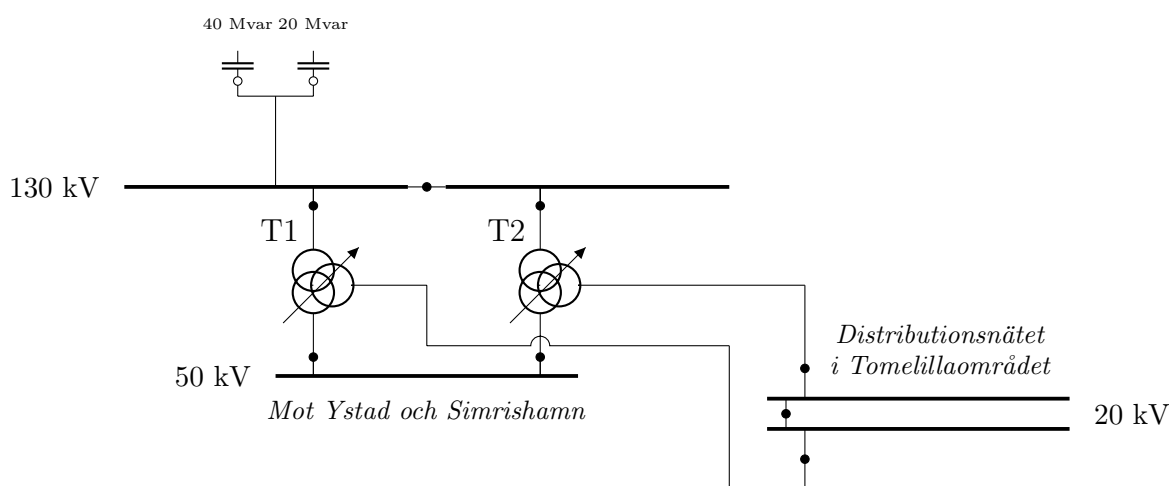 40 Mvar 20 Mvar
130 kV
T1
T2
Distributionsnätet
i Tomelillaområdet
50 kV
Mot Ystad och Simrishamn
20 kV